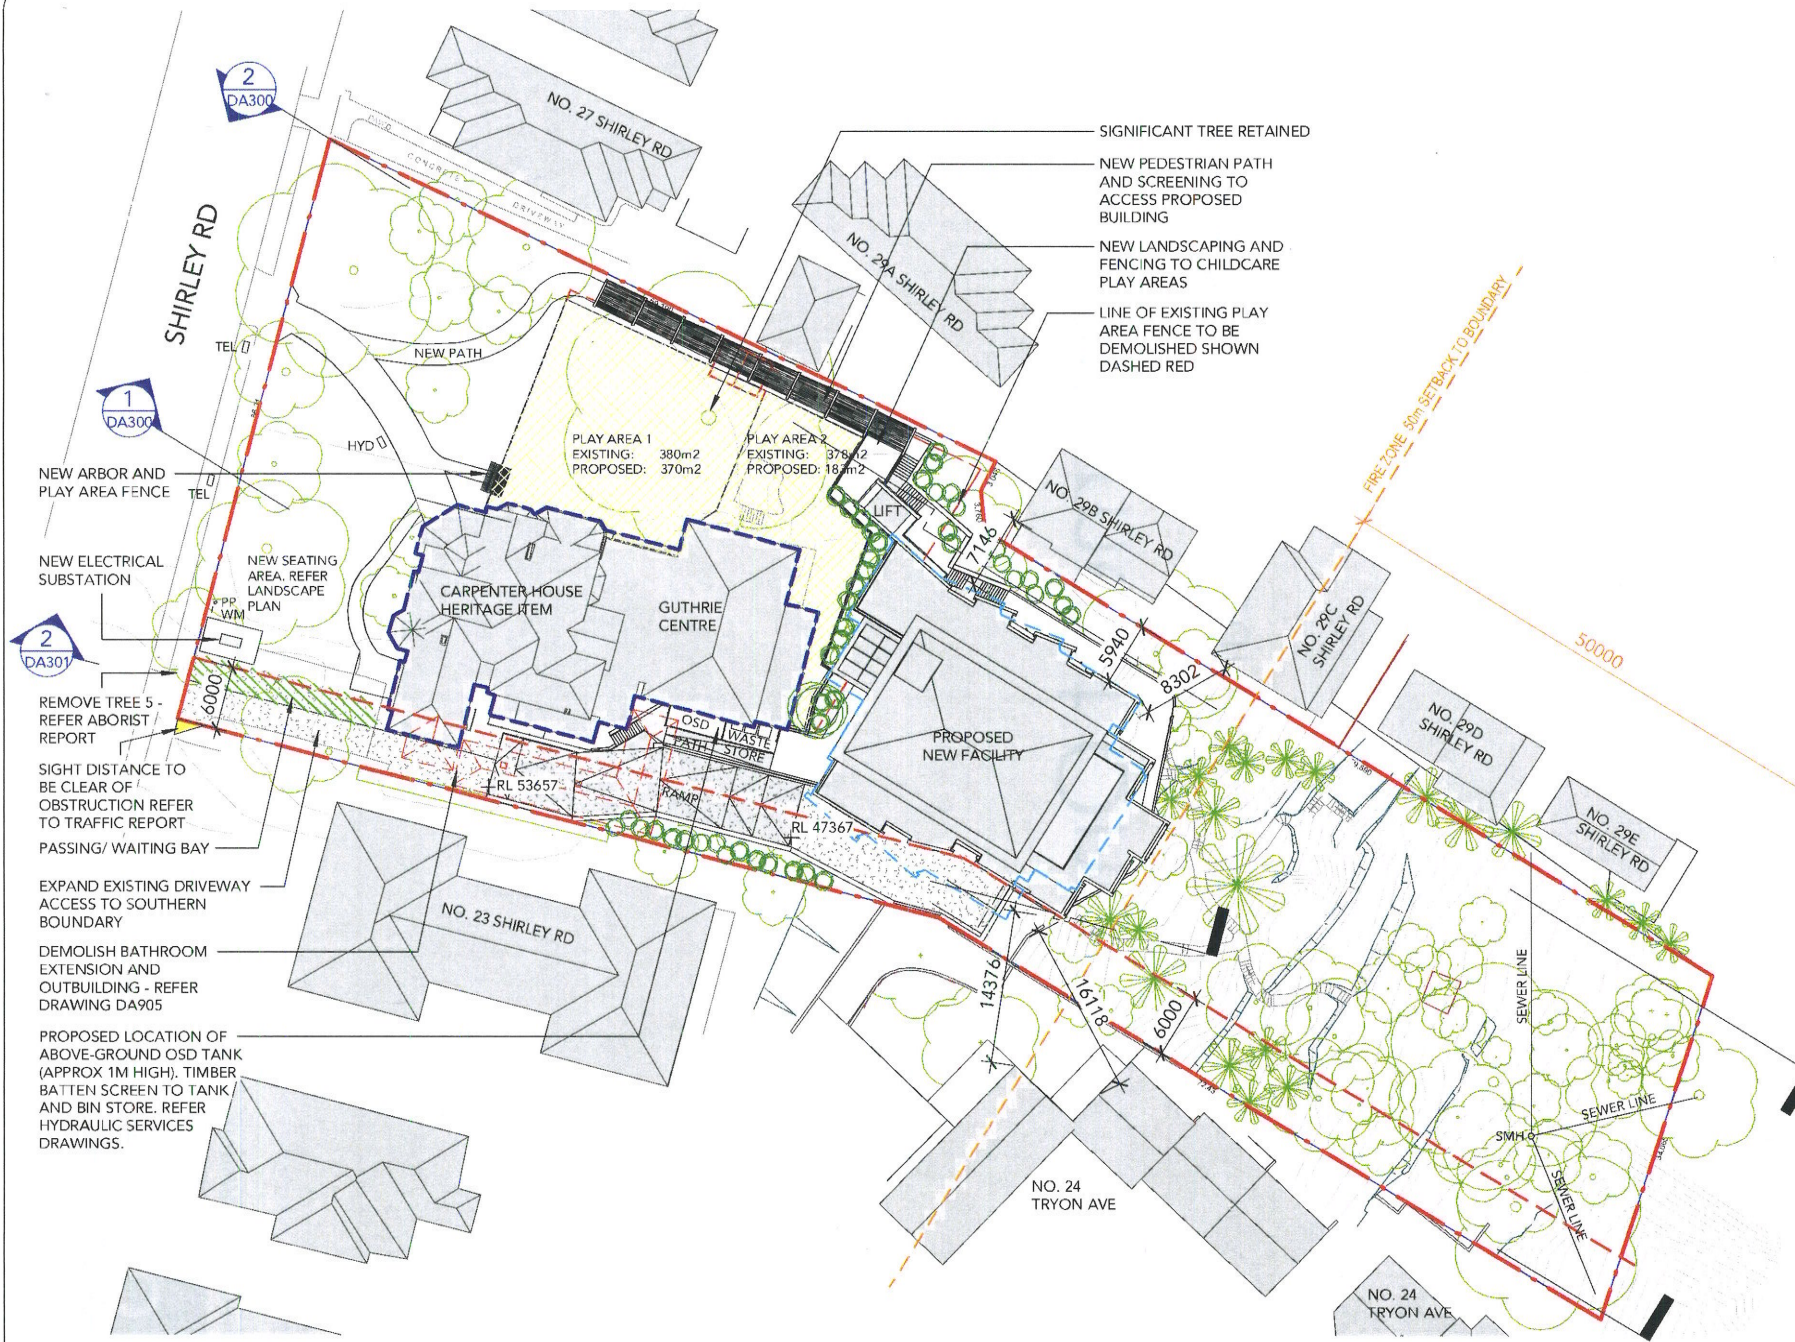 2
DA300
NO. 27 SHIRLEY RD
CONCRETE
DRIVEWAY
SHIRLEY RD
SIGNIFICANT TREE RETAINED
NEW PEDESTRIAN PATH
AND SCREENING TO
ACCESS PROPOSED
BUILDING
NEW LANDSCAPING AND
FENCING TO CHILDCARE
PLAY AREAS
LINE OF EXISTING PLAY
AREA FENCE TO BE
DEMOLISHED SHOWN
DASHED RED
NO. 29A SHIRLEY RD
FIRE ZONE 50m SETBACK TO BOUNDARY
50000
TEL
NEW PATH
1
DA300
HYD
TEL
NEW ARBOR AND
PLAY AREA FENCE
PLAY AREA 1
EXISTING: 380m2
PROPOSED: 370m2
PLAY AREA 2
EXISTING: 378m2
PROPOSED: 183m2
LIFT
7146
NO. 29B SHIRLEY RD
NO. 29C
SHIRLEY RD
NEW ELECTRICAL
SUBSTATION
NEW SEATING
AREA. REFER
LANDSCAPE
PLAN
PP
WM
CARPENTER HOUSE
HERITAGE ITEM
GUTHRIE
CENTRE
5940
8302
2
DA301
6000
REMOVE TREE 5 -
REFER ABORIST
REPORT
SIGHT DISTANCE TO
BE CLEAR OF
OBSTRUCTION REFER
TO TRAFFIC REPORT
PASSING/ WAITING BAY
EXPAND EXISTING DRIVEWAY
ACCESS TO SOUTHERN
BOUNDARY
DEMOLISH BATHROOM
EXTENSION AND
OUTBUILDING - REFER
DRAWING DA905
PROPOSED LOCATION OF
ABOVE-GROUND OSD TANK
(APPROX 1M HIGH). TIMBER
BATTEN SCREEN TO TANK
AND BIN STORE. REFER
HYDRAULIC SERVICES
DRAWINGS.
OSD
PATH
WASTE
STORE
RL 53657
RAMP
RL 47367
PROPOSED
NEW FACILITY
NO. 29D
SHIRLEY RD
NO. 29E
SHIRLEY RD
NO. 23 SHIRLEY RD
14376
16118
6000
SEWER LINE
SEWER LINE
SMH
SEWER LINE
NO. 24
TRYON AVE
NO. 24
TRYON AVE